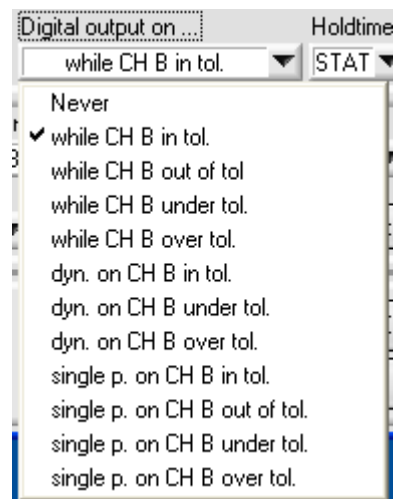 Digital output on ... Holdtime
while CH B in tol. STAT
Never
while CH B in tol.
while CH B out of tol
while CH B under tol.
while CH B over tol.
dyn. on CH B in tol.
dyn. on CH B under tol.
dyn. on CH B over tol.
single p. on CH B in tol.
single p. on CH B out of tol.
single p. on CH B under tol.
single p. on CH B over tol.